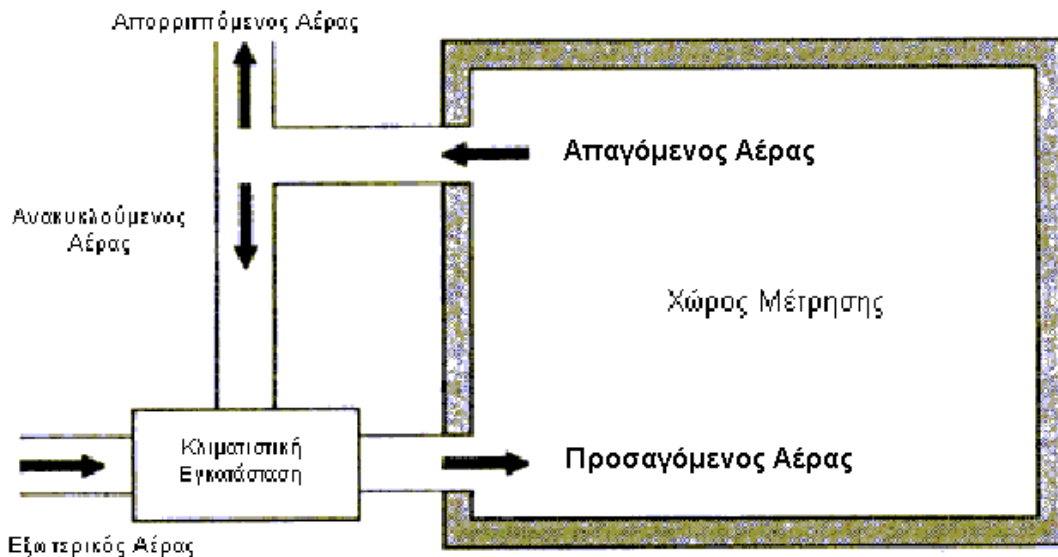 Απορριπτόμενος Αέρας
Απαγόμενος Αέρας
Ανακυκλούμενος
Αέρας
Χώρος Μέτρησης
Κλιματιστική
Εγκατάσταση
Προσαγόμενος Αέρας
Εξωτερικός Αέρας